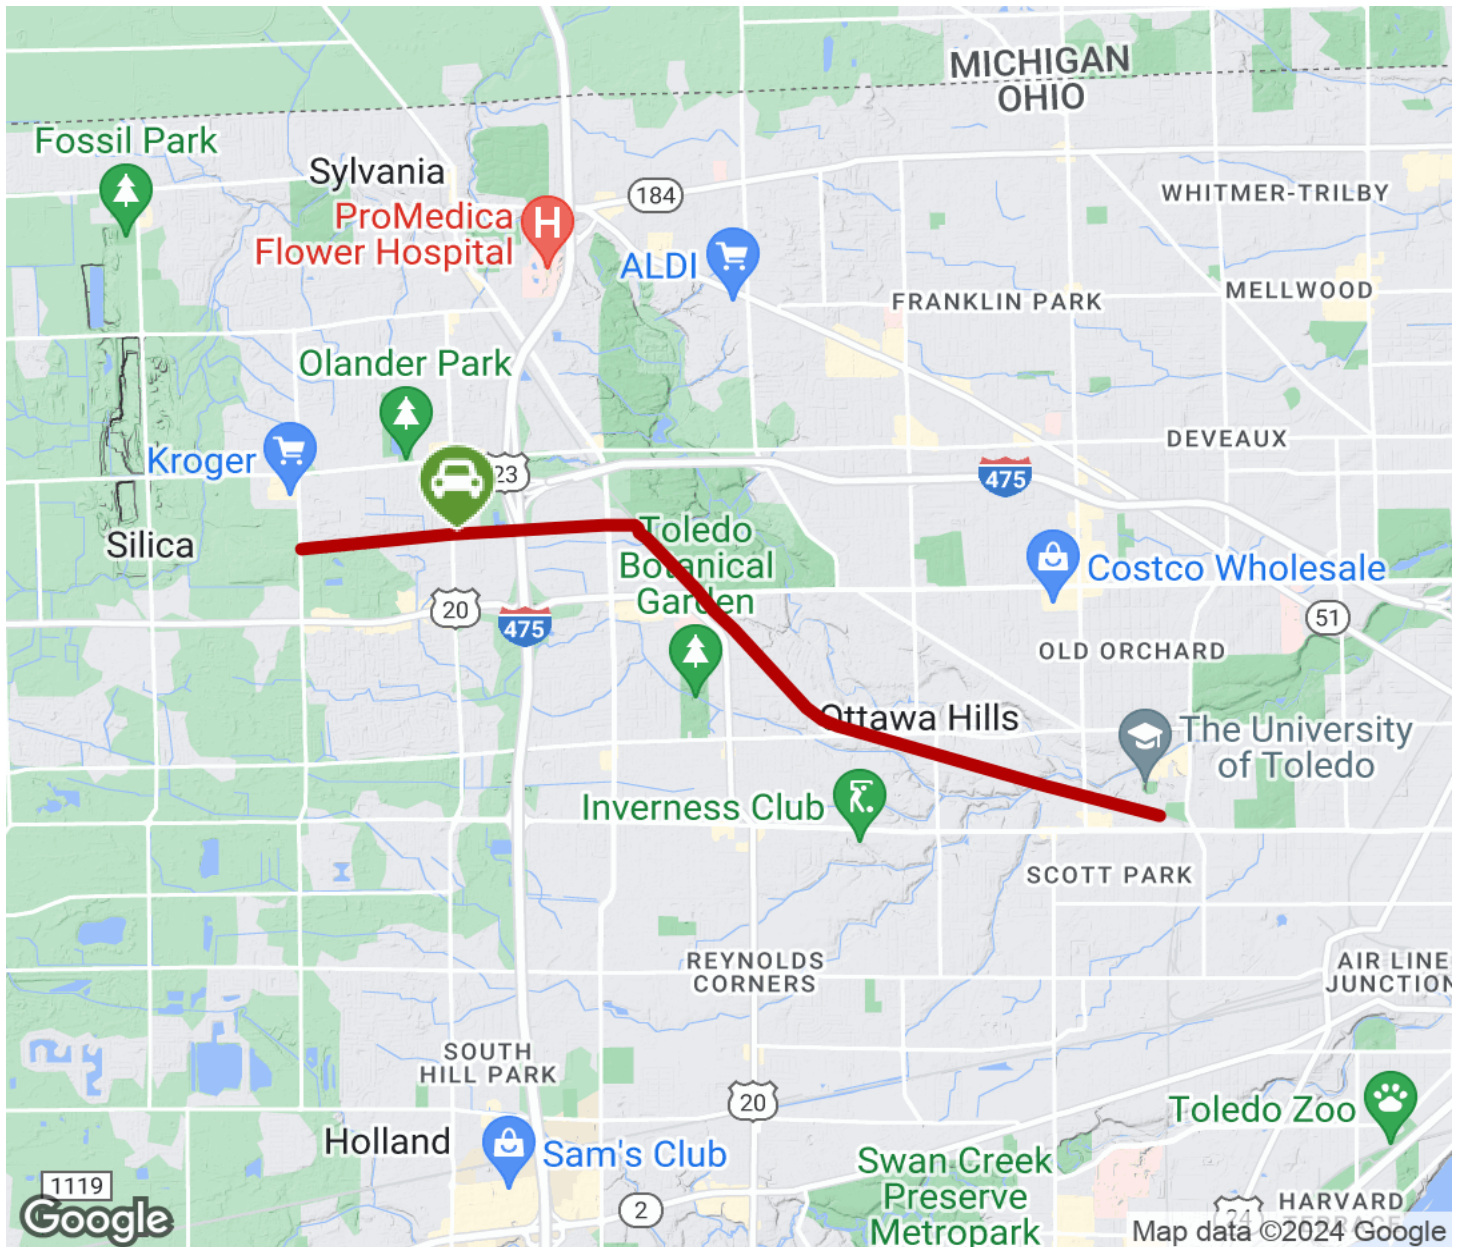 MICHIGAN
OHIO
Fossil Park
Sylvania
184
WHITMER-TRILBY
ProMedica
Flower Hospital
H
ALDI
FRANKLIN PARK
MELLWOOD
Olander Park
DEVEAUX
Kroger
23
475
Silica
Toledo
Botanical
Garden
Costco Wholesale
20
475
51
OLD ORCHARD
Ottawa Hills
The University
of Toledo
Inverness Club
SCOTT PARK
REYNOLDS
CORNERS
AIR LINE
JUNCTION
SOUTH
HILL PARK
20
Toledo Zoo
Holland
Sam's Club
Swan Creek
Preserve
Metropark
1119
2
24
HARVARD
TERRACE
Google
Map data ©2024 Google